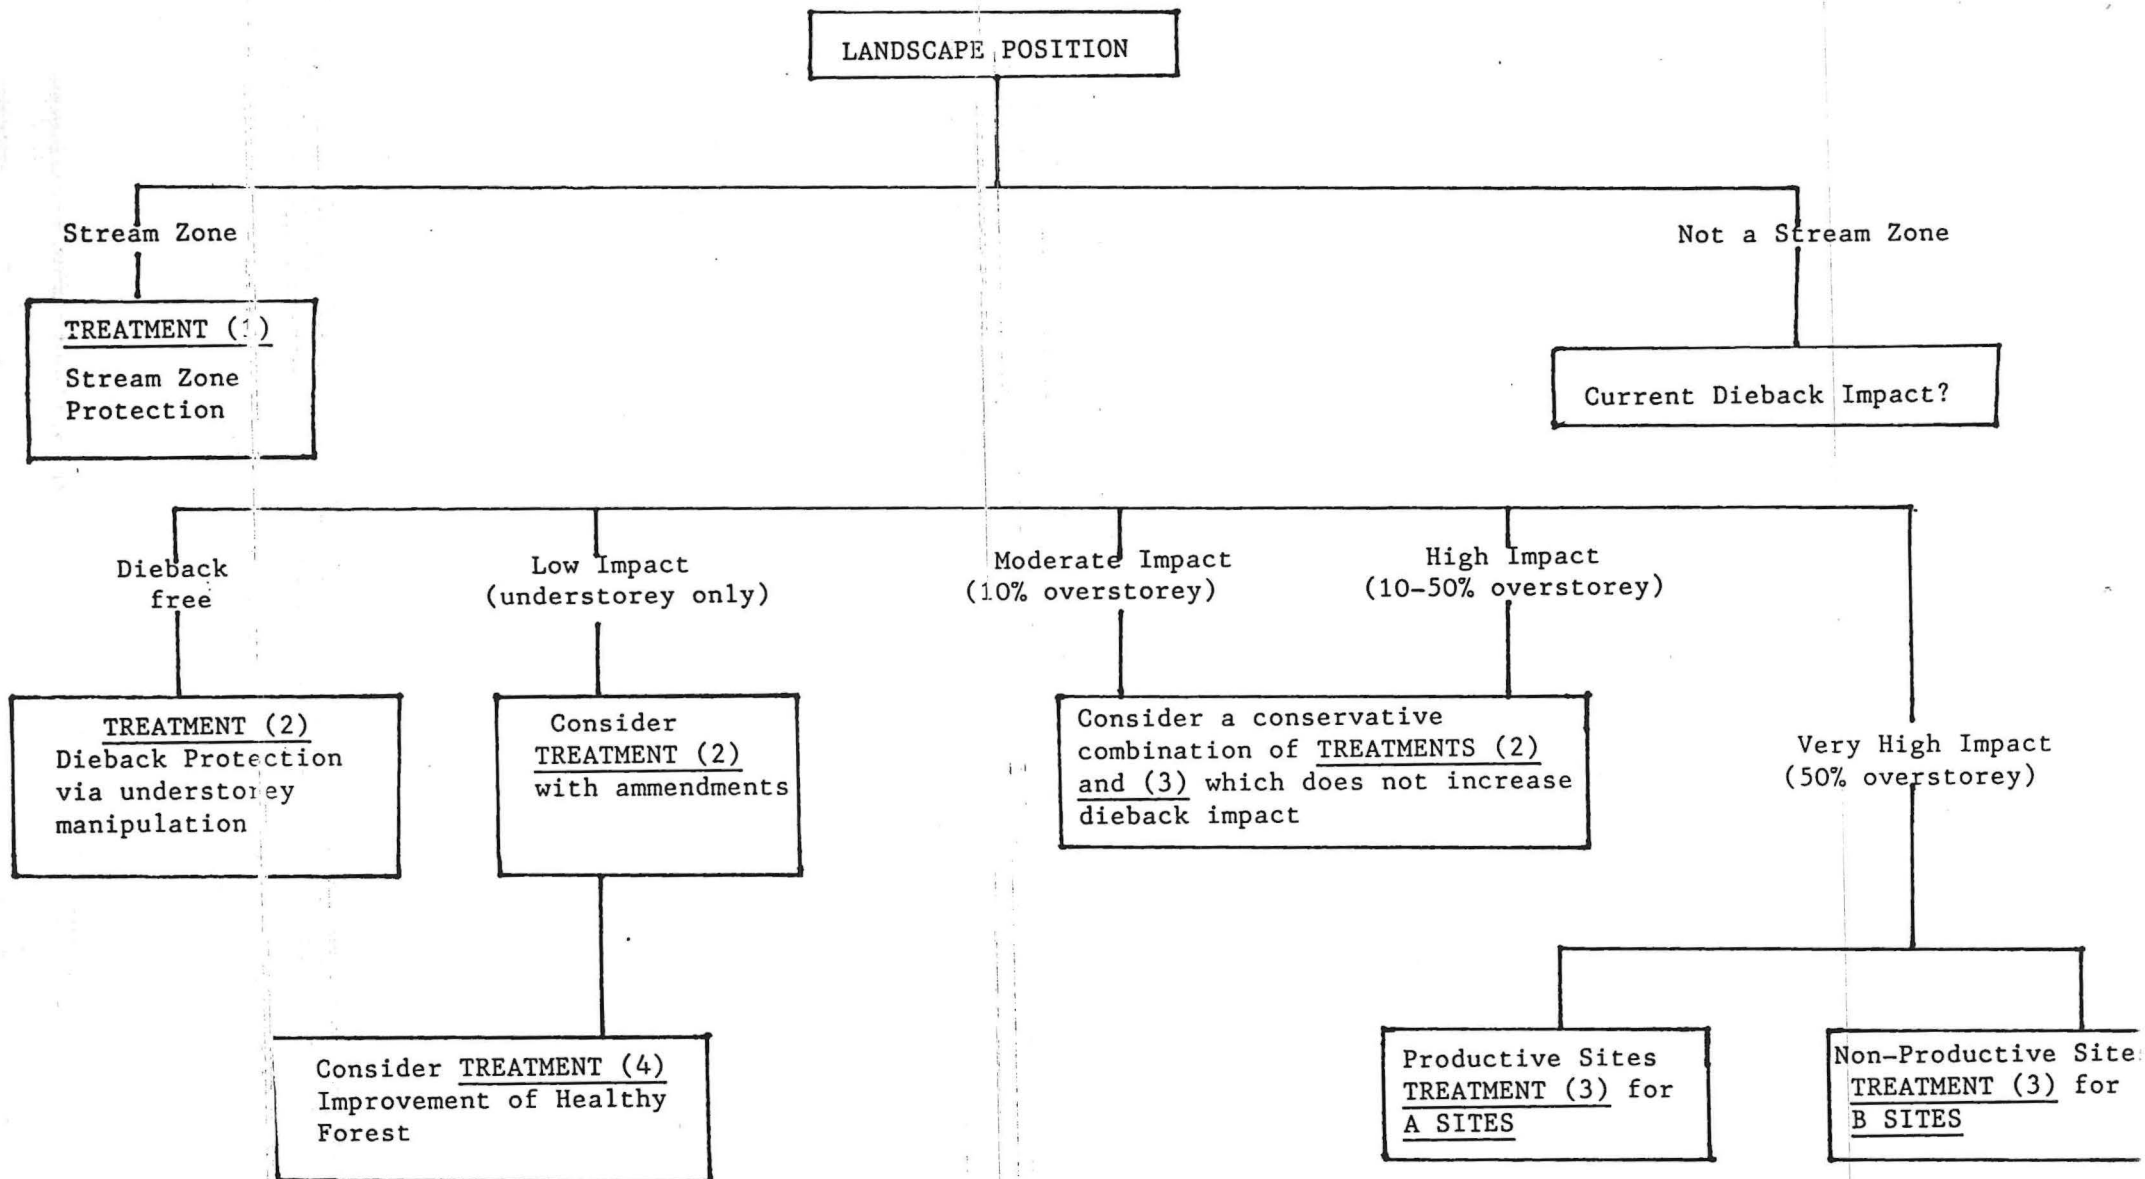 LANDSCAPE POSITION
Stream Zone
Not a Stream Zone
TREATMENT (1)
Stream Zone
Protection
Current Dieback Impact?
Dieback
free
Low Impact
(understorey only)
Moderate Impact
(10% overstorey)
High Impact
(10-50% overstorey)
TREATMENT (2)
Dieback Protection
via understorey
manipulation
Consider
TREATMENT (2)
with ammendments
Consider a conservative
combination of TREATMENTS (2)
and (3) which does not increase
dieback impact
Very High Impact
(50% overstorey)
Consider TREATMENT (4)
Improvement of Healthy
Forest
Productive Sites
TREATMENT (3) for
A SITES
Non-Productive Site
TREATMENT (3) for
B SITES